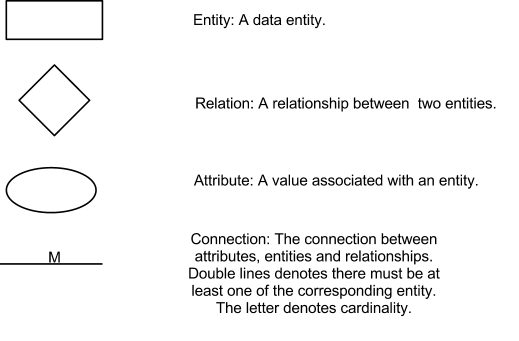 Entity: A data entity.
Relation: A relationship between  two entities.
Attribute: A value associated with an entity.
M
Connection: The connection between
attributes, entities and relationships.
Double lines denotes there must be at
least one of the corresponding entity.
The letter denotes cardinality.